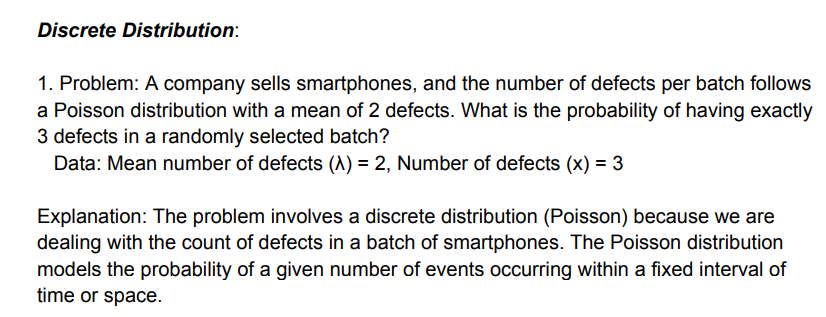 Discrete Distribution:
1. Problem: A company sells smartphones, and the number of defects per batch follows
a Poisson distribution with a mean of 2 defects. What is the probability of having exactly
3 defects in a randomly selected batch?
Data: Mean number of defects (λ) = 2, Number of defects (x) = 3
Explanation: The problem involves a discrete distribution (Poisson) because we are
dealing with the count of defects in a batch of smartphones. The Poisson distribution
models the probability of a given number of events occurring within a fixed interval of
time or space.